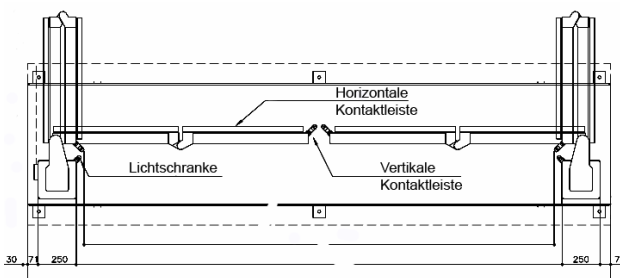 Horizontale
Kontaktleiste
Lichtschranke
Vertikale
Kontaktleiste
30 71 250 250 7